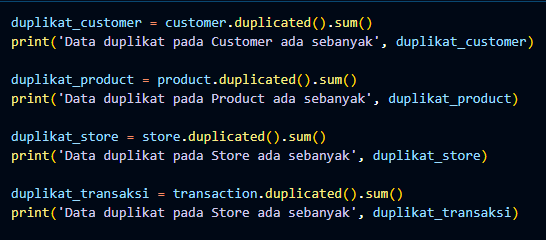 duplikat_customer = customer.duplicated().sum()
print('Data duplikat pada Customer ada sebanyak', duplikat_customer)
duplikat_product = product.duplicated().sum()
print('Data duplikat pada Product ada sebanyak', duplikat_product)
duplikat_store = store.duplicated().sum()
print('Data duplikat pada Store ada sebanyak', duplikat_store)
duplikat_transaksi = transaction.duplicated().sum()
print('Data duplikat pada Store ada sebanyak', duplikat_transaksi)